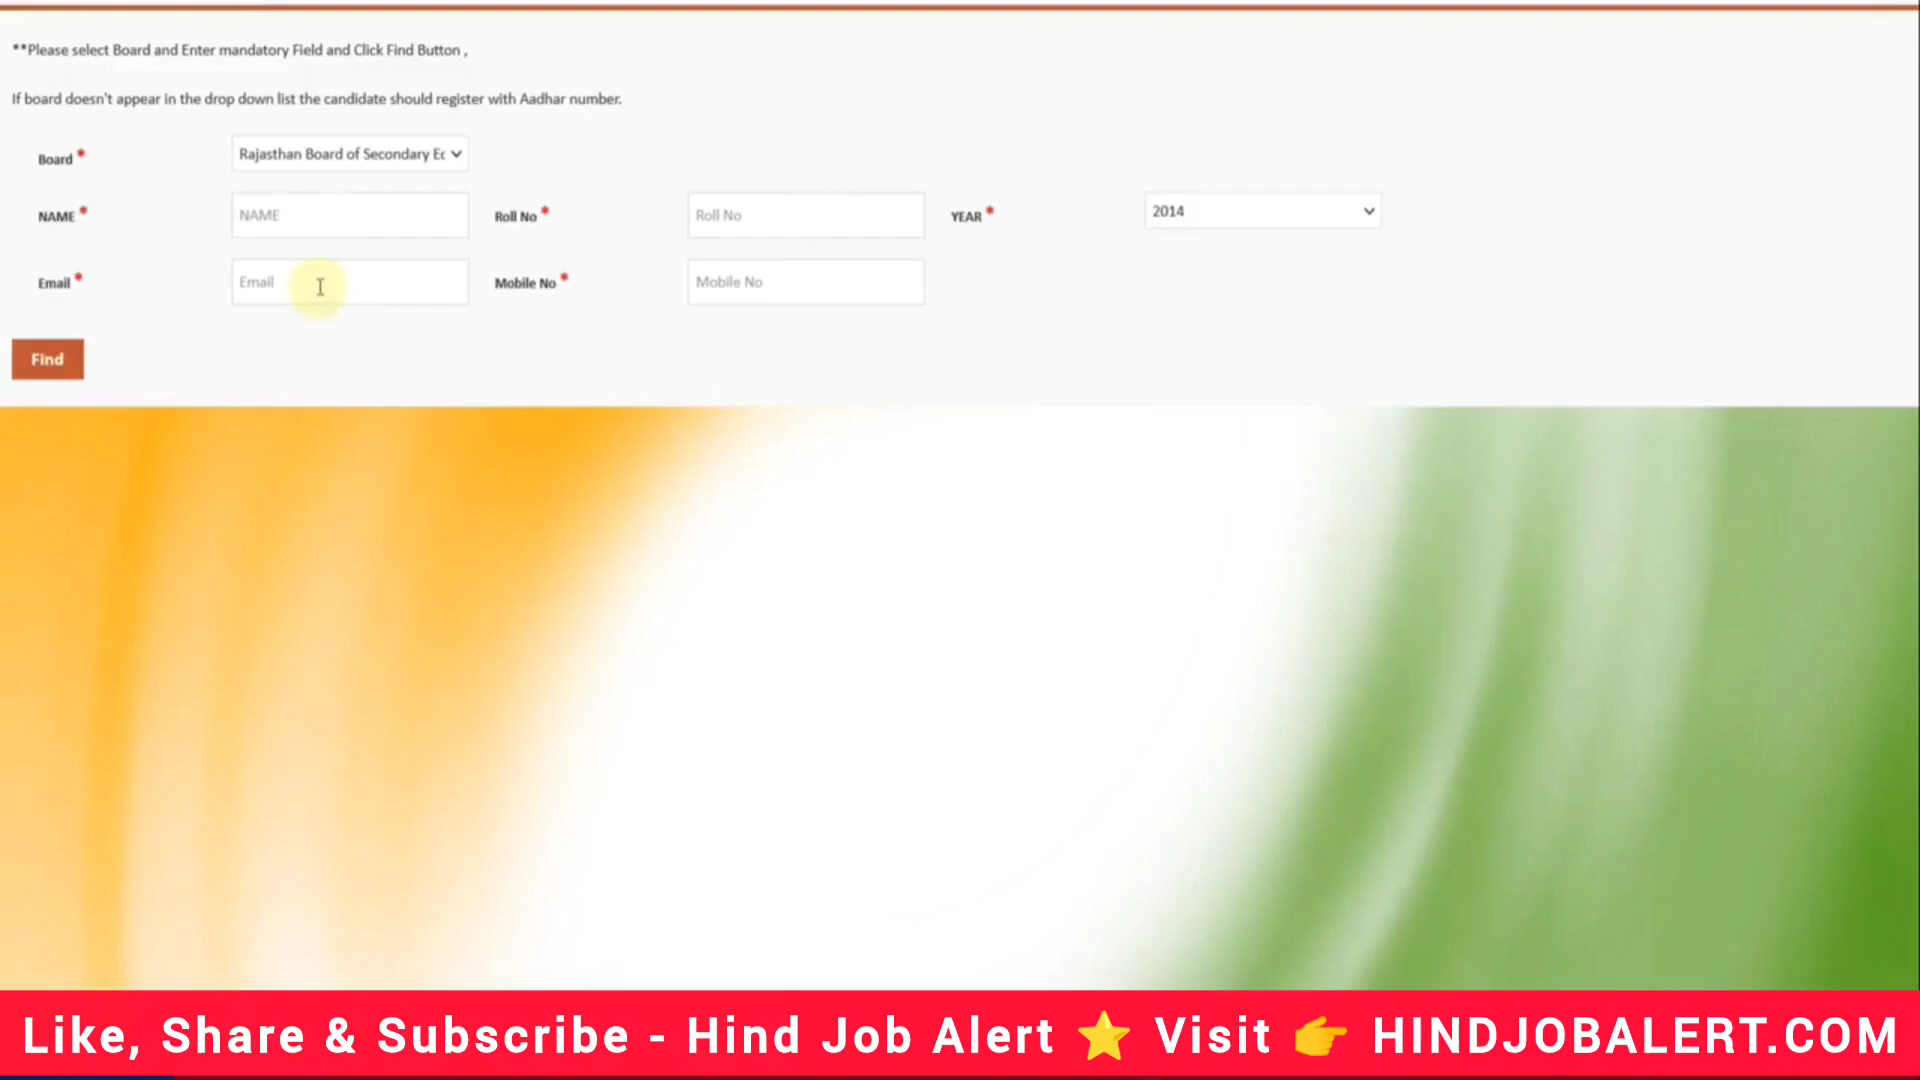 **Please select Board and Enter mandatory Field and Click Find Button ,
If board doesn't appear in the drop down list the candidate should register with Aadhar number.
Board * Rajasthan Board of Secondary Ec
NAME * NAME Roll No * Roll No YEAR * 2014
Email * Email Mobile No * Mobile No
Find
Like, Share & Subscribe - Hind Job Alert ⭐ Visit 👉 HINDJOBALERT.COM